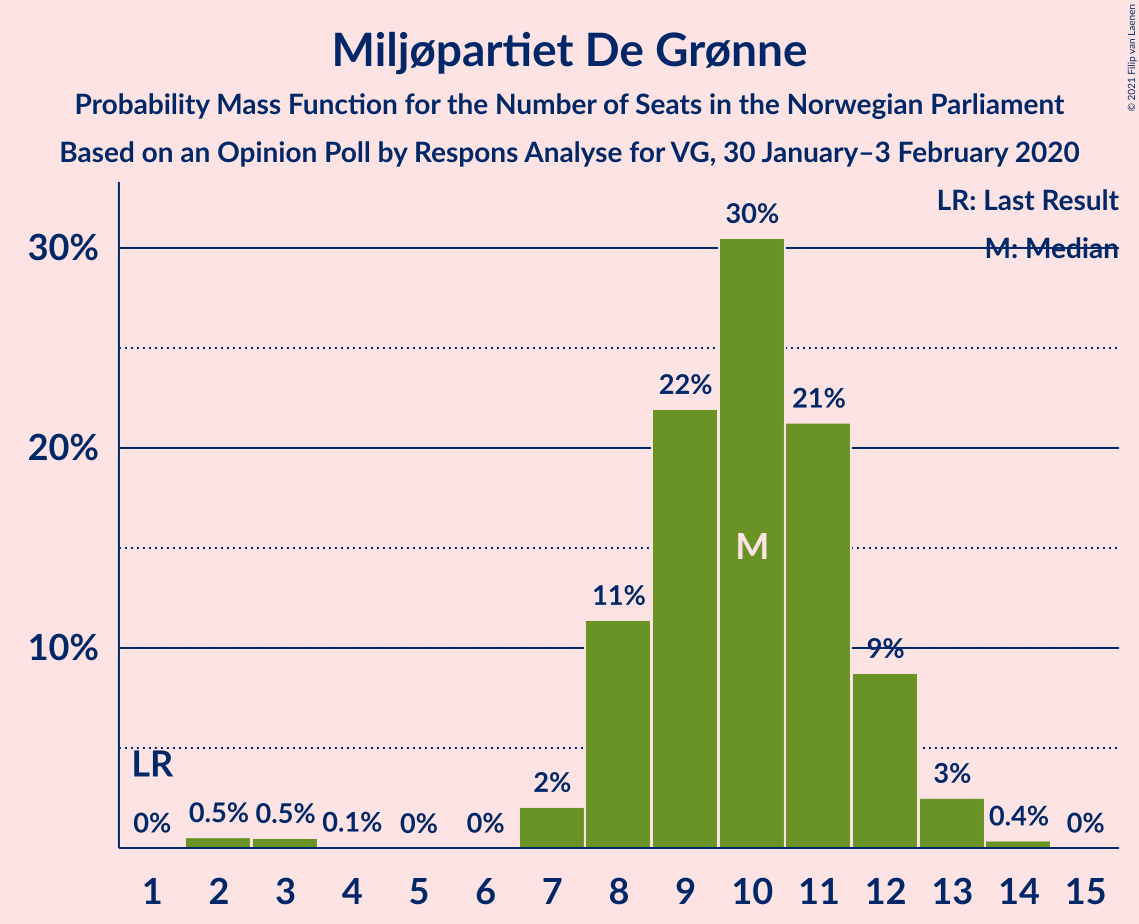 Miljøpartiet De Grønne
Probability Mass Function for the Number of Seats in the Norwegian Parliament
Based on an Opinion Poll by Respons Analyse for VG, 30 January–3 February 2020
© 2021 Filip van Laenen
LR: Last Result
M: Median
30%
20%
10%
30%
22%
21%
M
11%
9%
LR
0%
0.5%
0.5%
0.1%
0%
0%
2%
3%
0.4%
0%
1 2 3 4 5 6 7 8 9 10 11 12 13 14 15